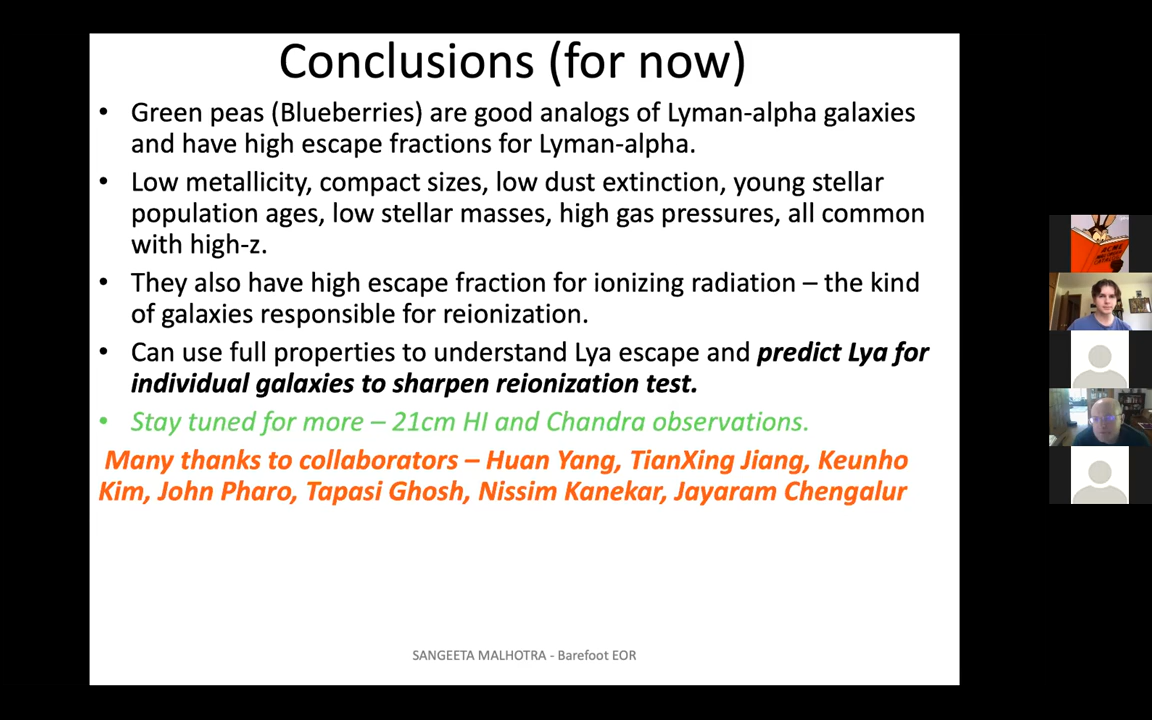 Conclusions (for now)
• Green peas (Blueberries) are good analogs of Lyman-alpha galaxies
and have high escape fractions for Lyman-alpha.
• Low metallicity, compact sizes, low dust extinction, young stellar
population ages, low stellar masses, high gas pressures, all common
with high-z.
• They also have high escape fraction for ionizing radiation – the kind
of galaxies responsible for reionization.
• Can use full properties to understand Lya escape and predict Lya for
individual galaxies to sharpen reionization test.
• Stay tuned for more – 21cm HI and Chandra observations.
Many thanks to collaborators – Huan Yang, TianXing Jiang, Keunho
Kim, John Pharo, Tapasi Ghosh, Nissim Kanekar, Jayaram Chengalur
SANGEETA MALHOTRA - Barefoot EOR
ACME